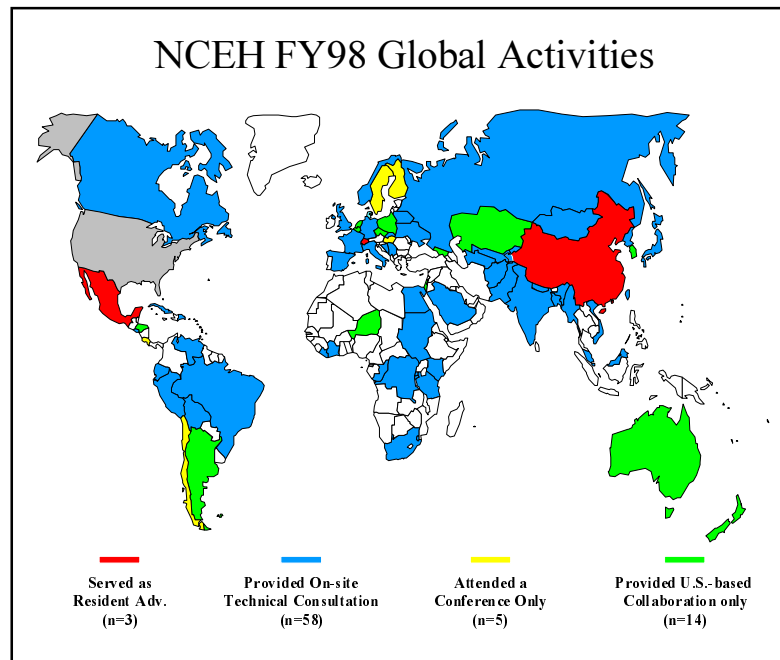 NCEH FY98 Global Activities
Served as
Resident Adv.
(n=3)
Provided On-site
Technical Consultation
(n=58)
Attended a
Conference Only
(n=5)
Provided U.S.-based
Collaboration only
(n=14)